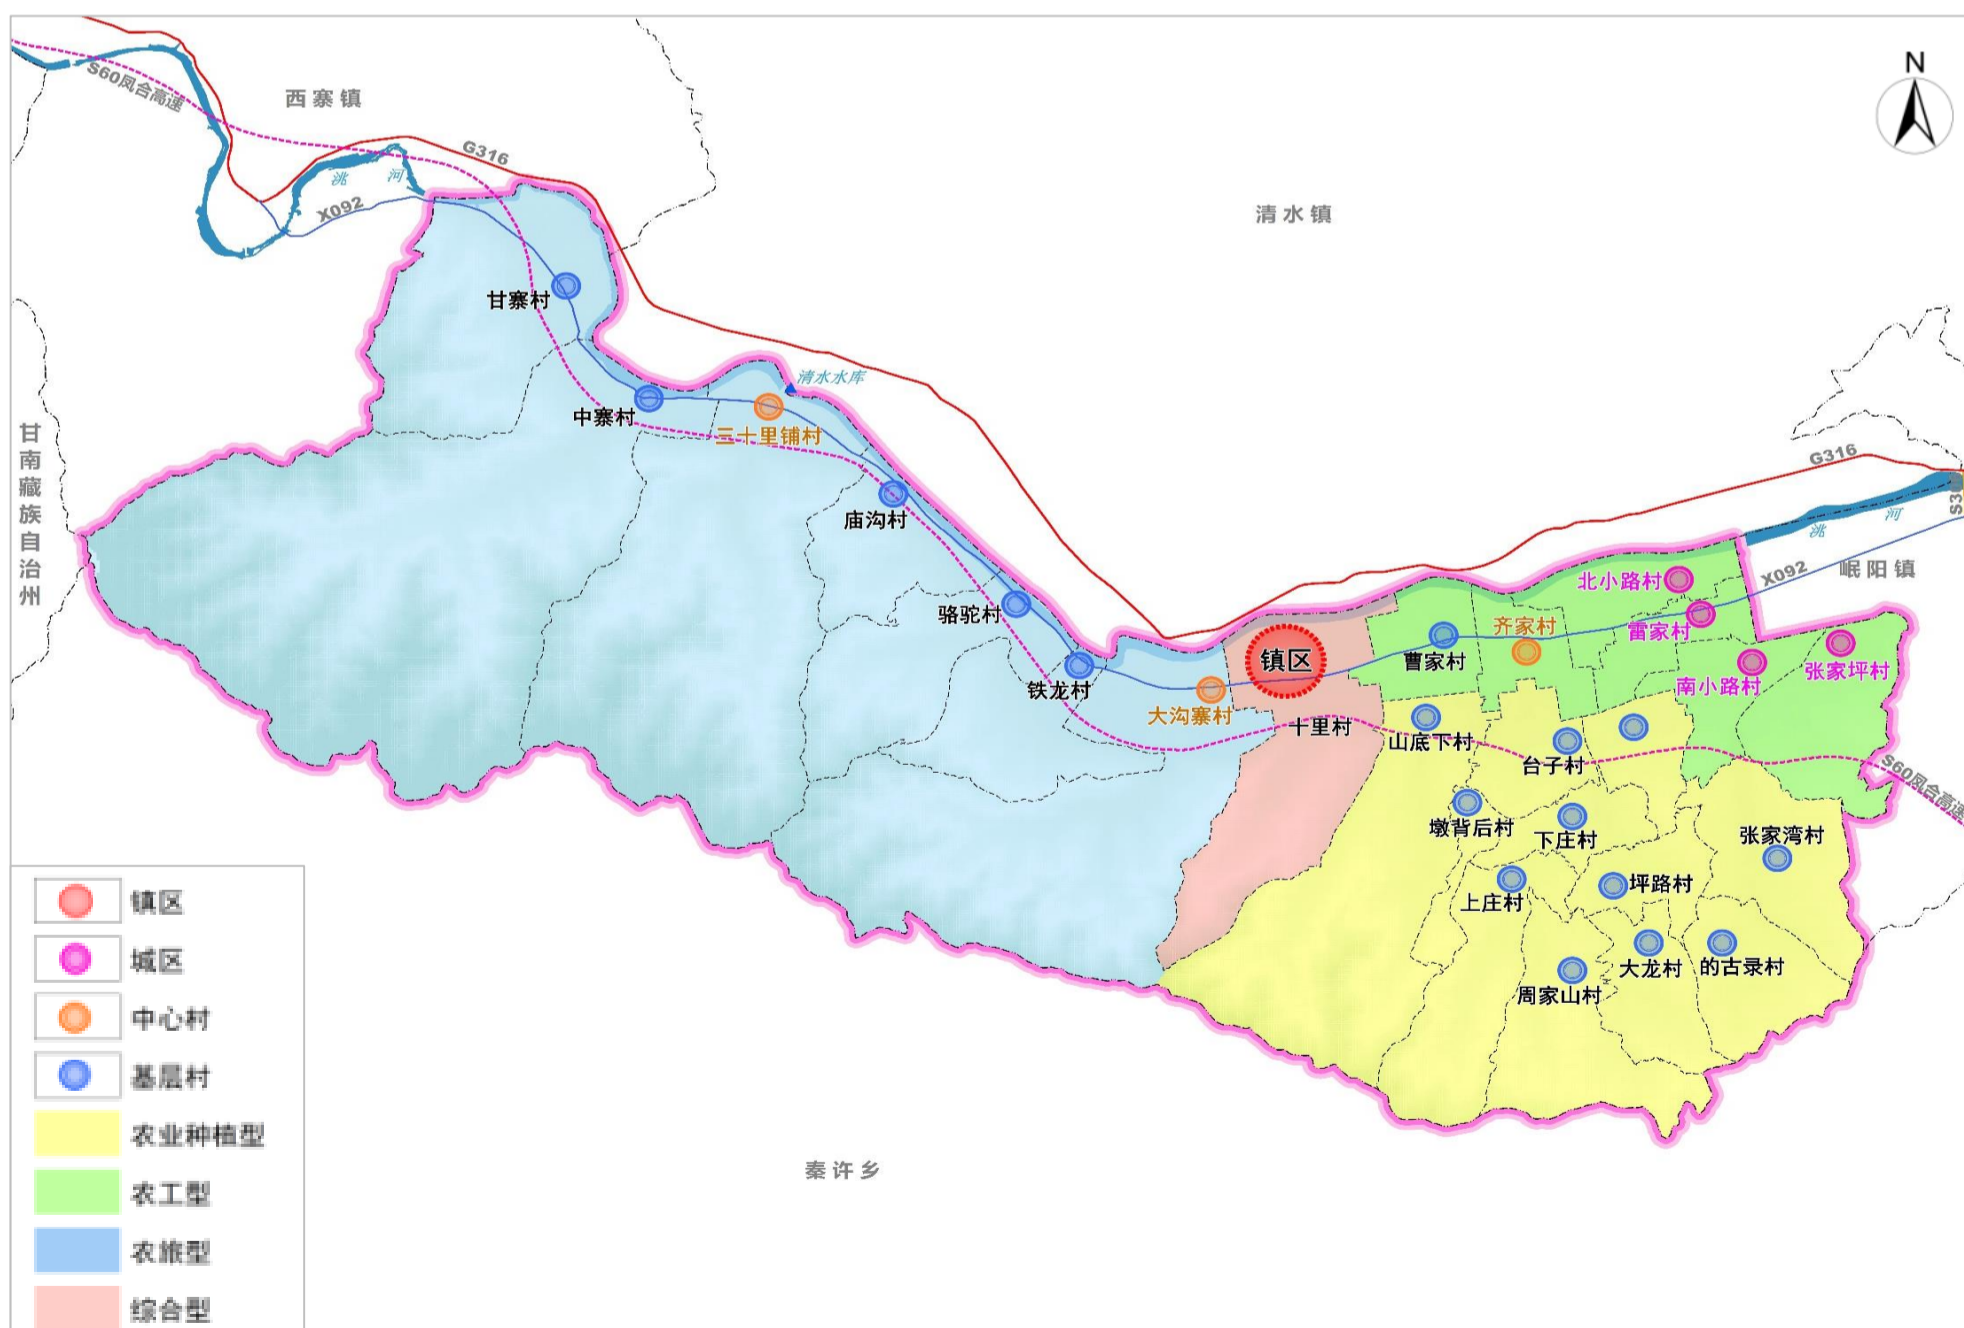 N
S60凤合高速
西寨镇
G316
洮 河
X092
清水镇
甘寨村
清水水库
中寨村
三十里铺村
甘南藏族自治州
庙沟村
G316
洮 河
X092
岷阳镇
北小路村
骆驼村
齐家村
雷家村
镇区
曹家村
张家坪村
铁龙村
南小路村
大沟寨村
十里村
山底下村
台子村
S60凤合高速
墩背后村
下庄村
张家湾村
坪路村
上庄村
大龙村
的古录村
周家山村
秦许乡
镇区
城区
中心村
基层村
农业种植型
农工型
农旅型
综合型